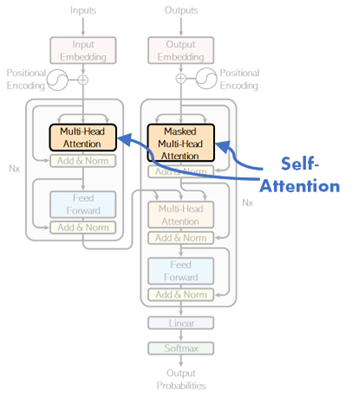 Inputs
Outputs
Input
Embedding
Output
Embedding
Positional
Encoding
Positional
Encoding
Multi-Head
Attention
Masked
Multi-Head
Attention
Self-
Attention
Add & Norm
Add & Norm
Nx
Feed
Forward
Multi-Head
Attention
Nx
Add & Norm
Add & Norm
Feed
Forward
Add & Norm
Linear
Softmax
Output
Probabilities